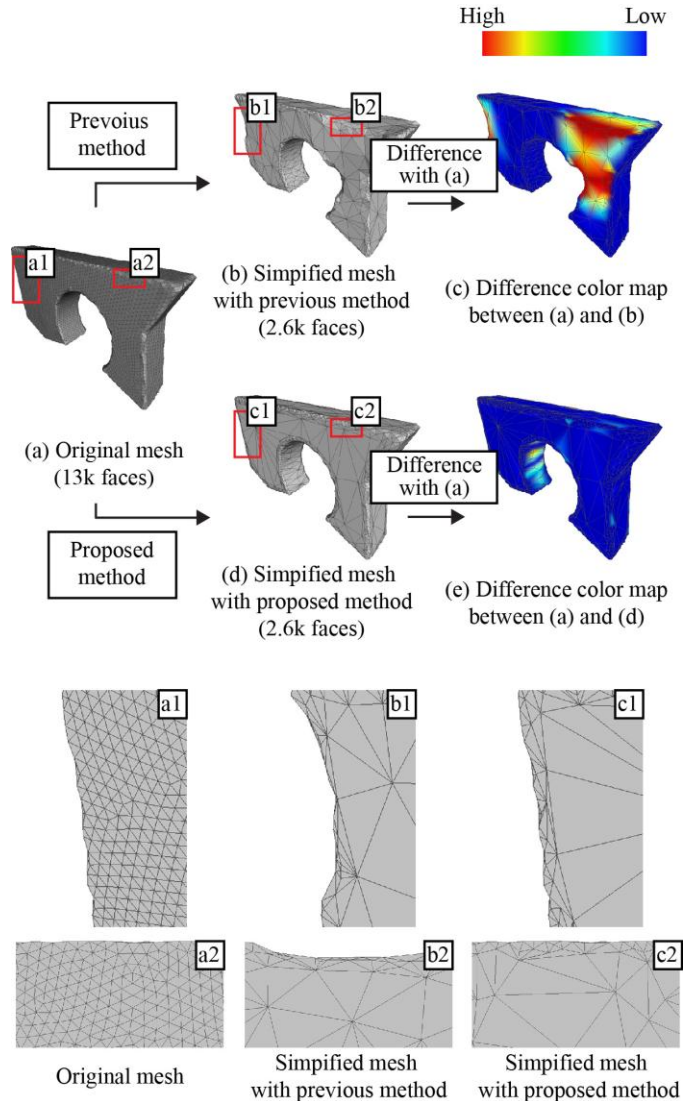 High
Low
b1
b2
Prevoius
method
Difference
with (a)
a1
a2
(b) Simpified mesh
with previous method
(2.6k faces)
(c) Difference color map
between (a) and (b)
c1
c2
(a) Original mesh
(13k faces)
Difference
with (a)
Proposed
method
(d) Simpified mesh
with proposed method
(2.6k faces)
(e) Difference color map
between (a) and (d)
a1
b1
c1
a2
b2
c2
Original mesh
Simpified mesh
with previous method
Simpified mesh
with proposed method